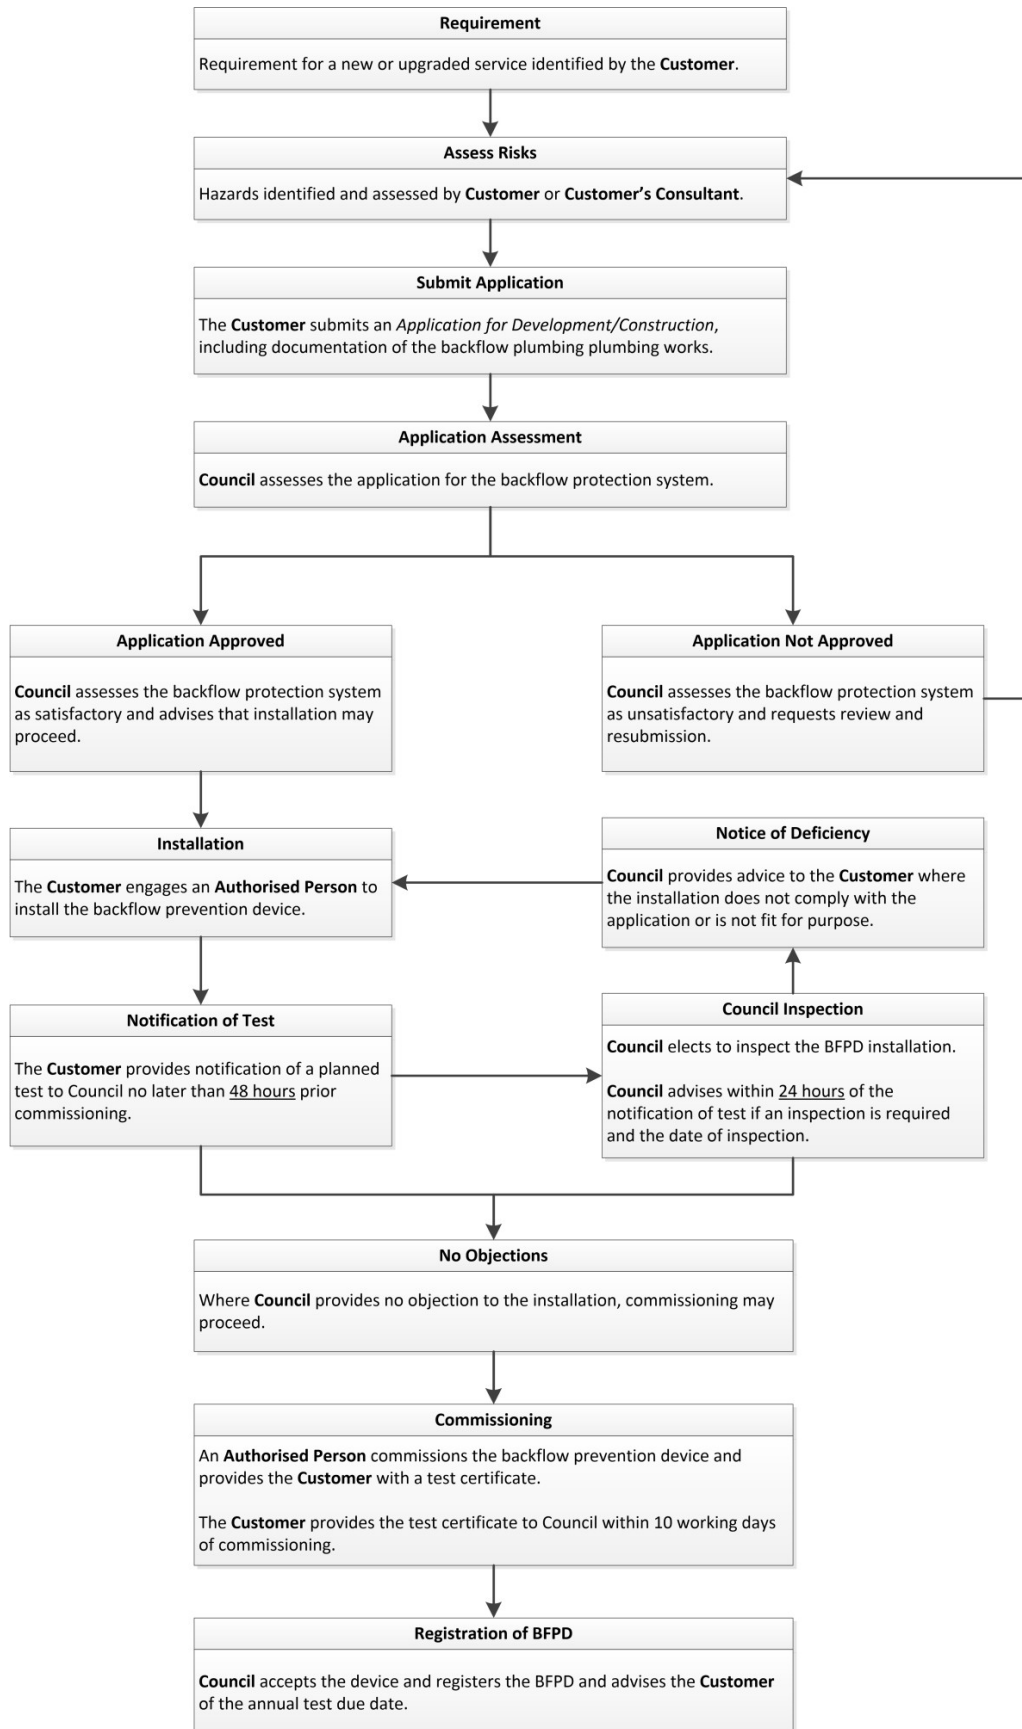 Requirement
Requirement for a new or upgraded service identified by the Customer.
Assess Risks
Hazards identified and assessed by Customer or Customer's Consultant.
Submit Application
The Customer submits an Application for Development/Construction,
including documentation of the backflow plumbing plumbing works.
Application Assessment
Council assesses the application for the backflow protection system.
Application Approved
Council assesses the backflow protection system
as satisfactory and advises that installation may
proceed.
Application Not Approved
Council assesses the backflow protection system
as unsatisfactory and requests review and
resubmission.
Installation
The Customer engages an Authorised Person to
install the backflow prevention device.
Notice of Deficiency
Council provides advice to the Customer where
the installation does not comply with the
application or is not fit for purpose.
Notification of Test
The Customer provides notification of a planned
test to Council no later than 48 hours prior
commissioning.
Council Inspection
Council elects to inspect the BFPD installation.
Council advises within 24 hours of the
notification of test if an inspection is required
and the date of inspection.
No Objections
Where Council provides no objection to the installation, commissioning may
proceed.
Commissioning
An Authorised Person commissions the backflow prevention device and
provides the Customer with a test certificate.
The Customer provides the test certificate to Council within 10 working days
of commissioning.
Registration of BFPD
Council accepts the device and registers the BFPD and advises the Customer
of the annual test due date.